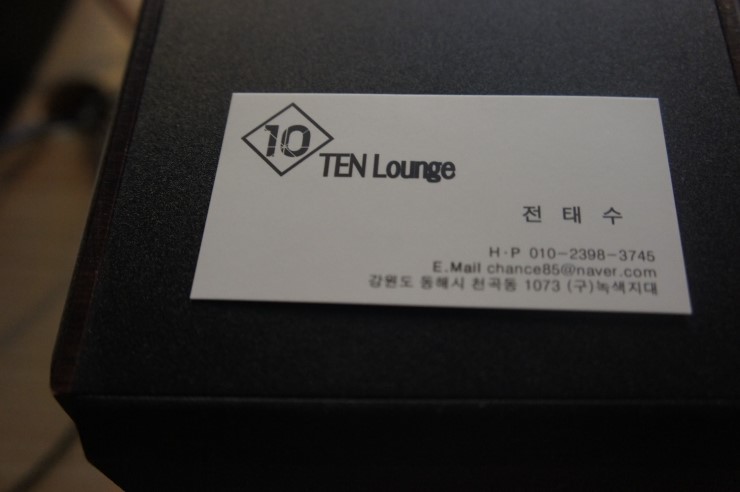 10
TEN Lounge
전 태 수
H·P 010-2398-3745
E.Mail chance85@naver.com
강원도 동해시 천곡동 1073 (구)녹색지대